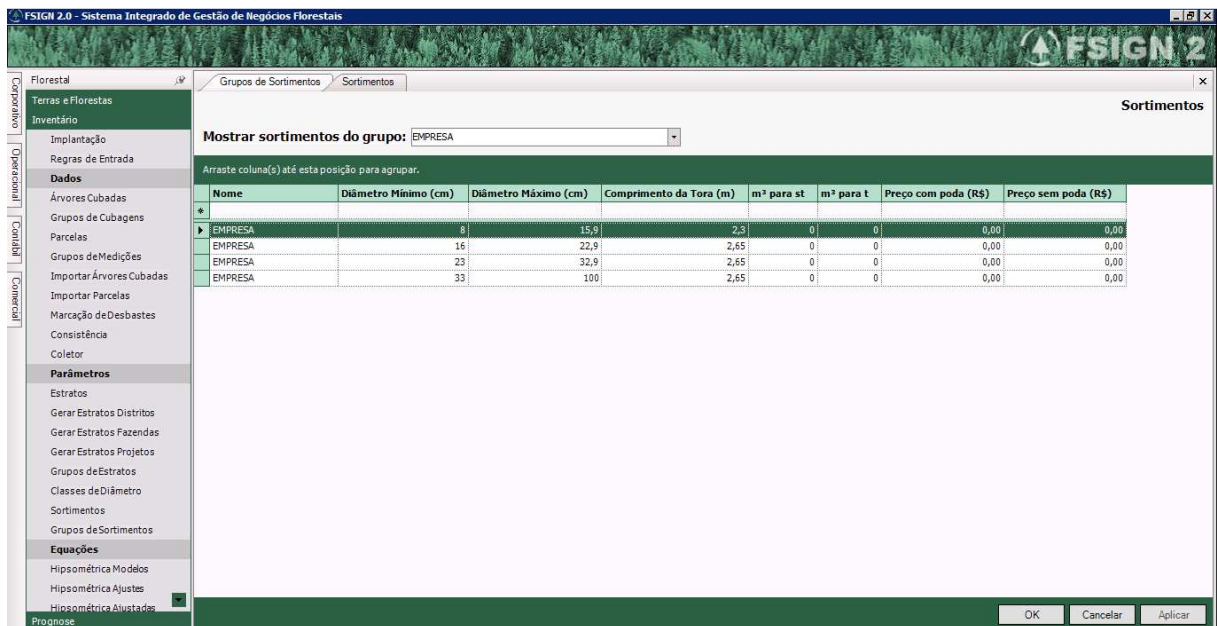 FSIGN 2.0 - Sistema Integrado de Gestão de Negócios Florestais
FSIGN 2
Corporativo
Operacional
Contábil
Comercial
Florestal
Terras e Florestas
Inventário
Implantação
Regras de Entrada
Dados
Árvores Cubadas
Grupos de Cubagens
Parcelas
Grupos de Medições
Importar Árvores Cubadas
Importar Parcelas
Marcação de Desbastes
Consistência
Coletor
Parâmetros
Estratos
Gerar Estratos Distritos
Gerar Estratos Fazendas
Gerar Estratos Projetos
Grupos de Estratos
Classes de Diâmetro
Sortimentos
Grupos de Sortimentos
Equações
Hipsométrica Modelos
Hipsométrica Ajustes
Hipsométrica Ajustadas
Prognose
Grupos de Sortimentos Sortimentos
Sortimentos
Mostrar sortimentos do grupo: EMPRESA
Arraste coluna(s) até esta posição para agrupar.
Nome Diâmetro Mínimo (cm) Diâmetro Máximo (cm) Comprimento da Tora (m) m³ para st m³ para t Preço com poda (R$) Preço sem poda (R$)
EMPRESA 8 15,9 2,3 0 0 0,00 0,00
EMPRESA 16 22,9 2,65 0 0 0,00 0,00
EMPRESA 23 32,9 2,65 0 0 0,00 0,00
EMPRESA 33 100 2,65 0 0 0,00 0,00
OK Cancelar Aplicar